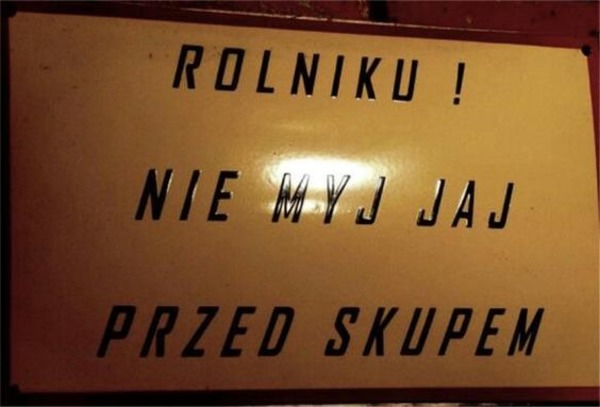 ROLNIKU !
NIE MYJ JAJ
PRZED SKUPEM